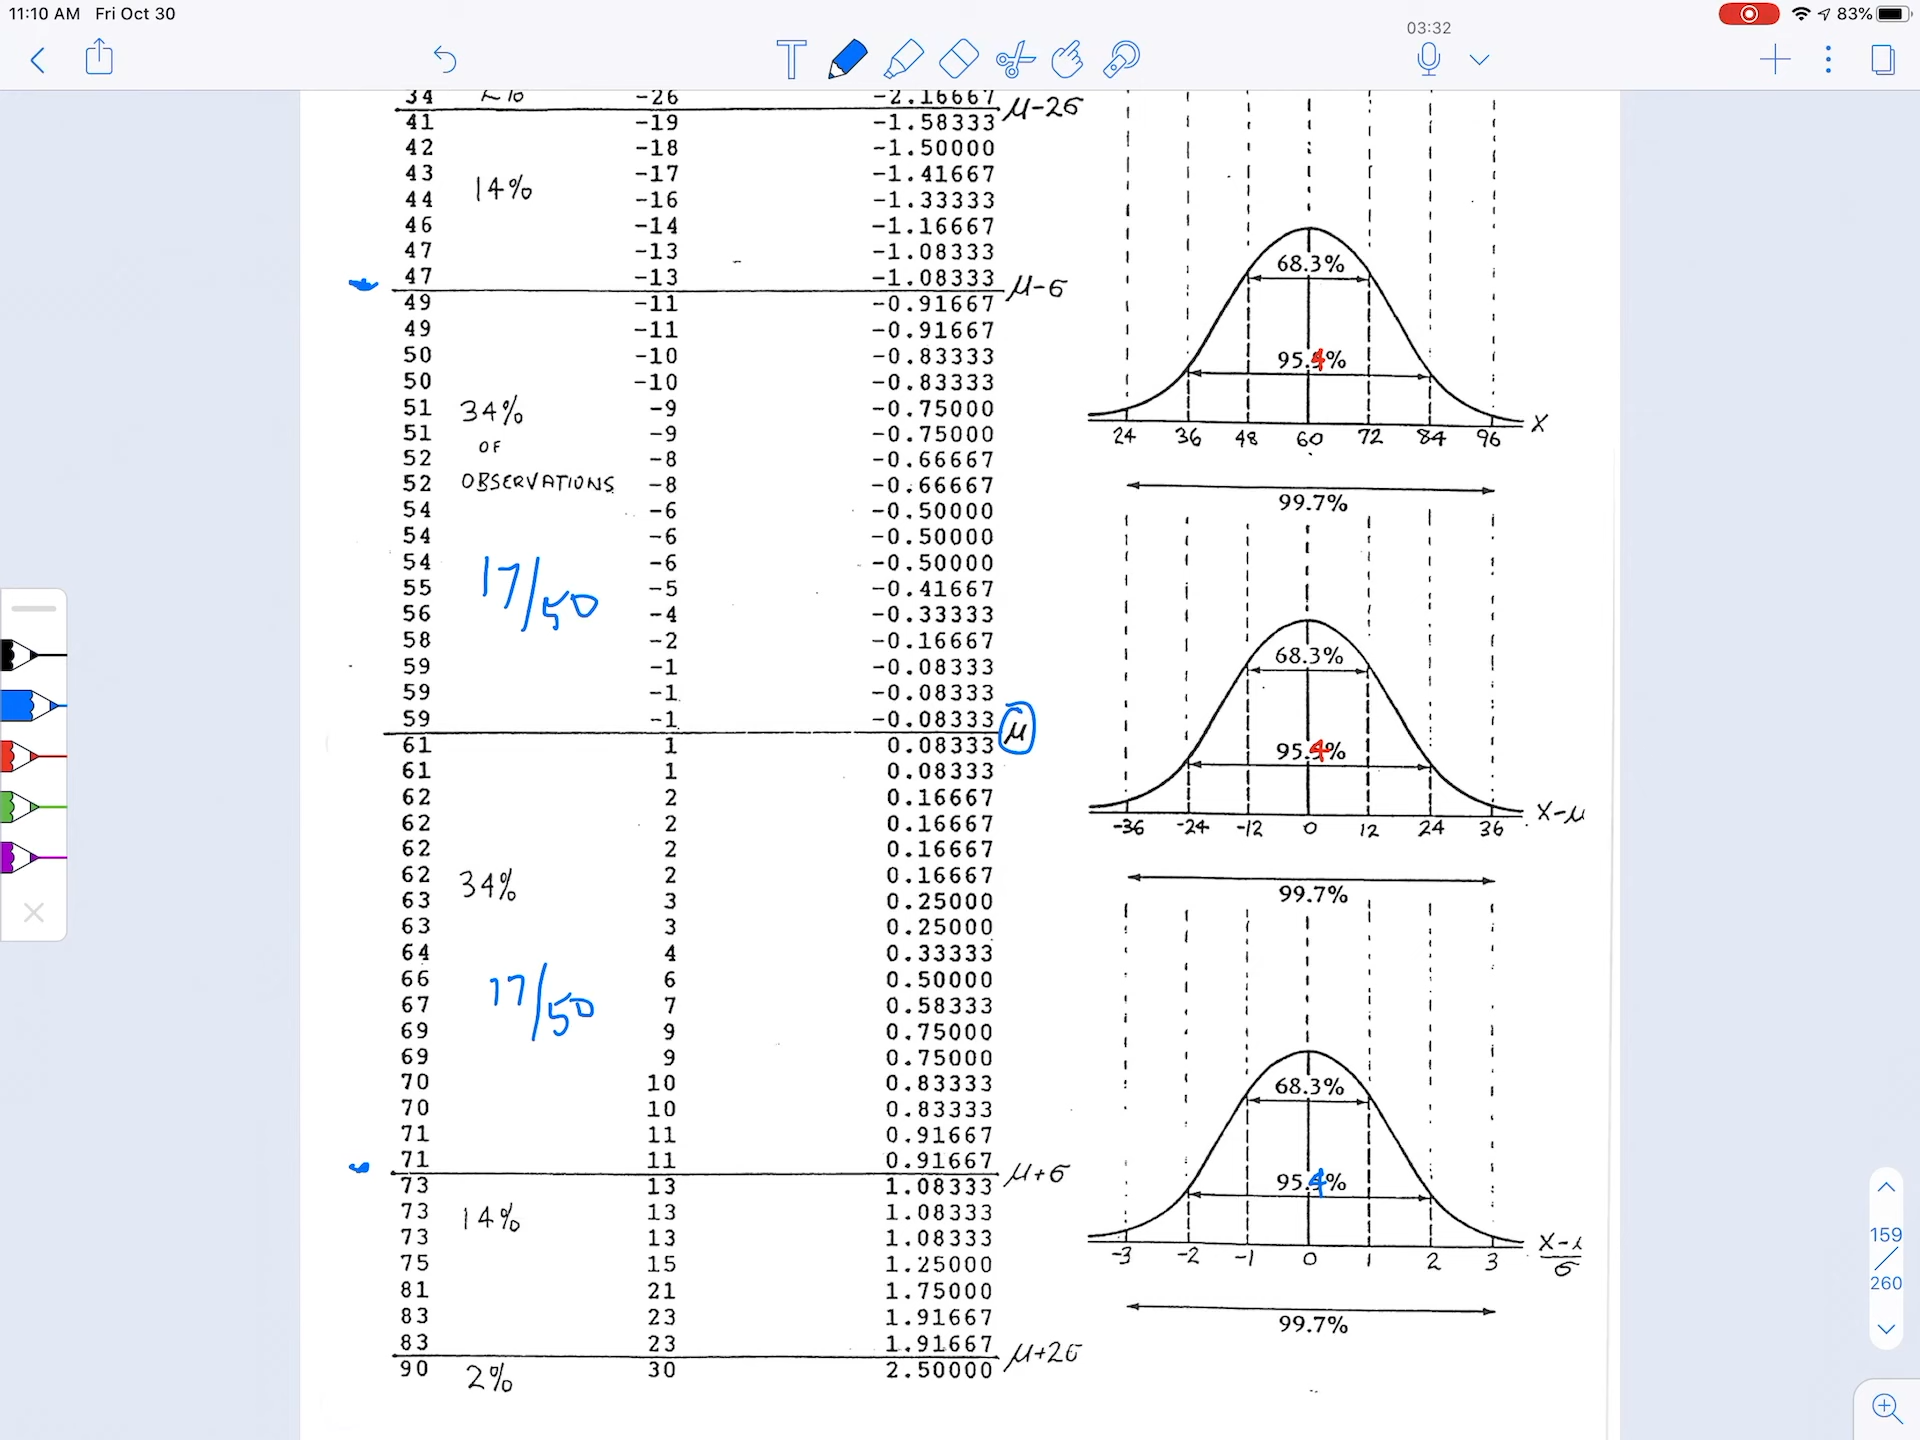 11:10 AM Fri Oct 30
83%
03:32
34 -26 -2.16667 μ-2σ
41 -19 -1.58333
42 -18 -1.50000
43 -17 -1.41667
14%
44 -16 -1.33333
46 -14 -1.16667
47 -13 -1.08333
47 -13 -1.08333 μ-σ
49 -11 -0.91667
49 -11 -0.91667
50 -10 -0.83333
50 -10 -0.83333
51 34% -9 -0.75000
51 OF -9 -0.75000
52 -8 -0.66667
52 OBSERVATIONS -8 -0.66667
54 -6 -0.50000
54 -6 -0.50000
54 -6 -0.50000
55 17/50 -5 -0.41667
56 -4 -0.33333
58 -2 -0.16667
59 -1 -0.08333
59 -1 -0.08333
59 -1 -0.08333 μ
61 1 0.08333
61 1 0.08333
62 2 0.16667
62 2 0.16667
62 2 0.16667
62 34% 2 0.16667
63 3 0.25000
63 3 0.25000
64 4 0.33333
66 6 0.50000
67 17/50 7 0.58333
69 9 0.75000
69 9 0.75000
70 10 0.83333
70 10 0.83333
71 11 0.91667
71 11 0.91667 μ+σ
73 13 1.08333
73 14% 13 1.08333
73 13 1.08333
75 15 1.25000
81 21 1.75000
83 23 1.91667
83 23 1.91667 μ+2σ
90 2% 30 2.50000
68.3%
95.4%
24 36 48 60 72 84 96 X
99.7%
68.3%
95.4%
-36 -24 -12 0 12 24 36 X-μ
99.7%
68.3%
95.4%
-3 -2 -1 0 1 2 3
σ
99.7%
159
260